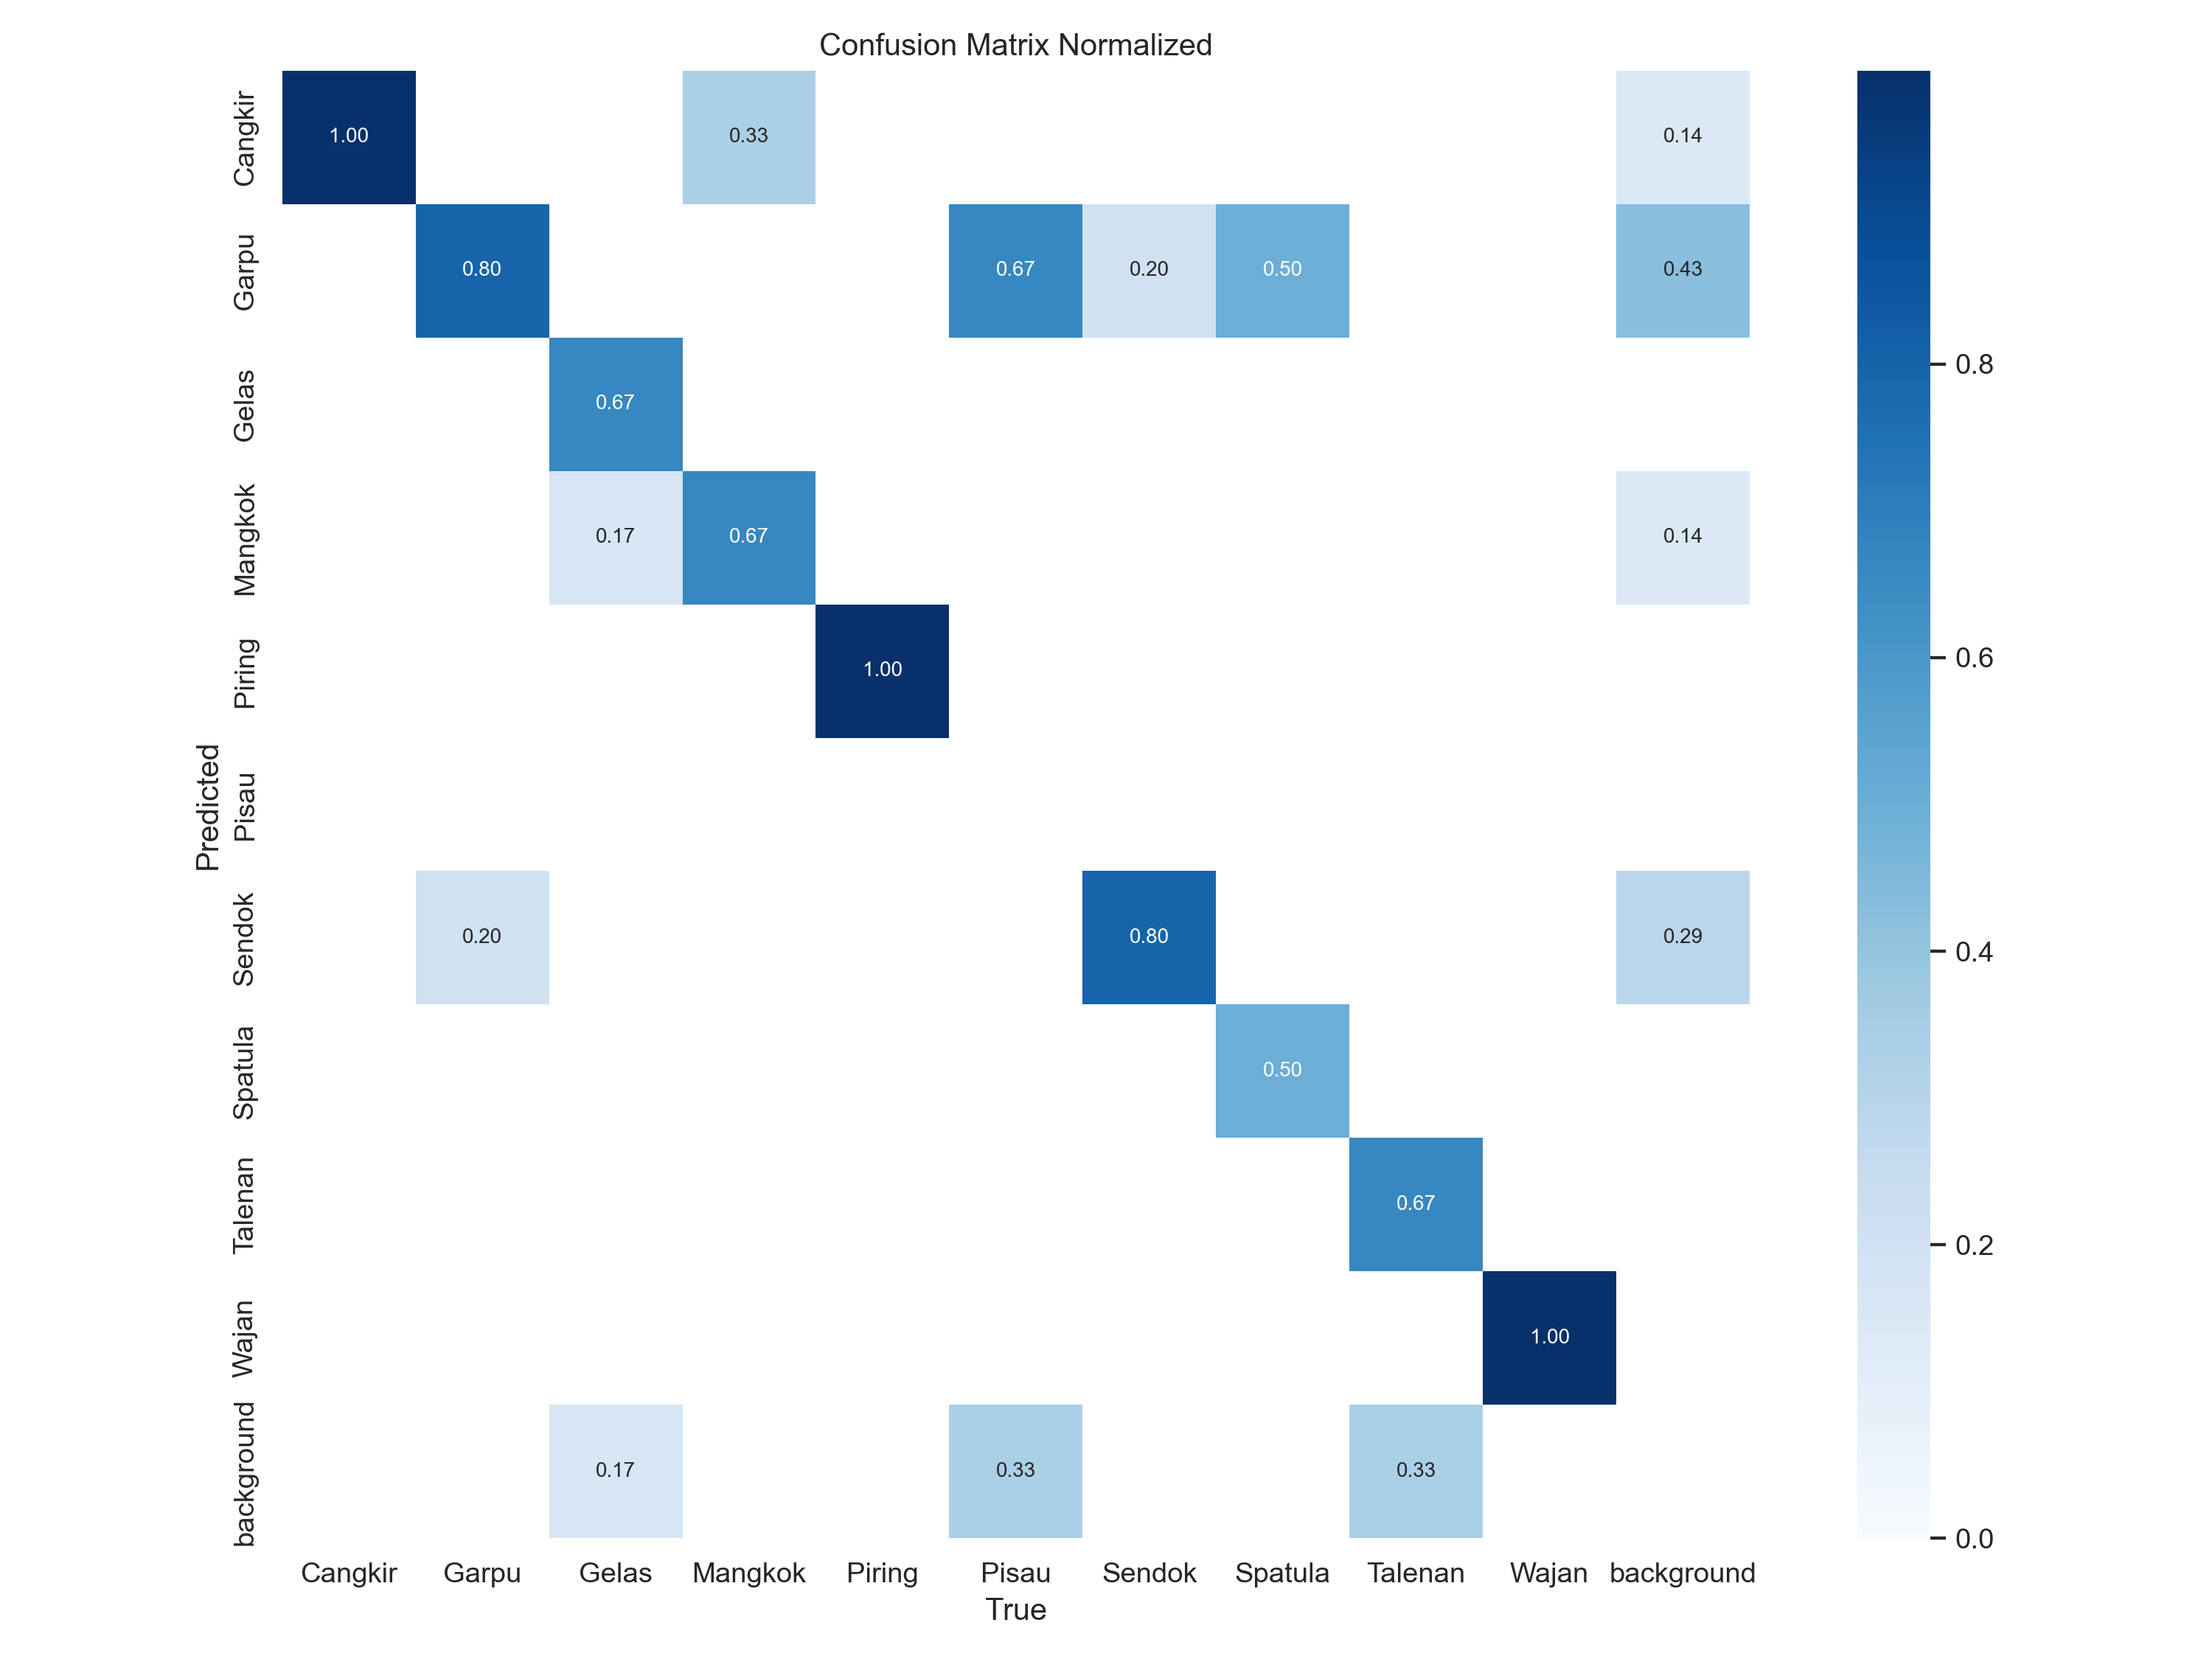 Confusion Matrix Normalized
Predicted
Cangkir 1.00 0.33 0.14
Garpu 0.80 0.67 0.20 0.50 0.43
Gelas 0.67
Mangkok 0.17 0.67 0.14
Piring 1.00
Pisau
Sendok 0.20 0.80 0.29
Spatula 0.50
Talenan 0.67
Wajan 1.00
background 0.17 0.33 0.33
Cangkir Garpu Gelas Mangkok Piring Pisau Sendok Spatula Talenan Wajan background
True
0.8
0.6
0.4
0.2
0.0